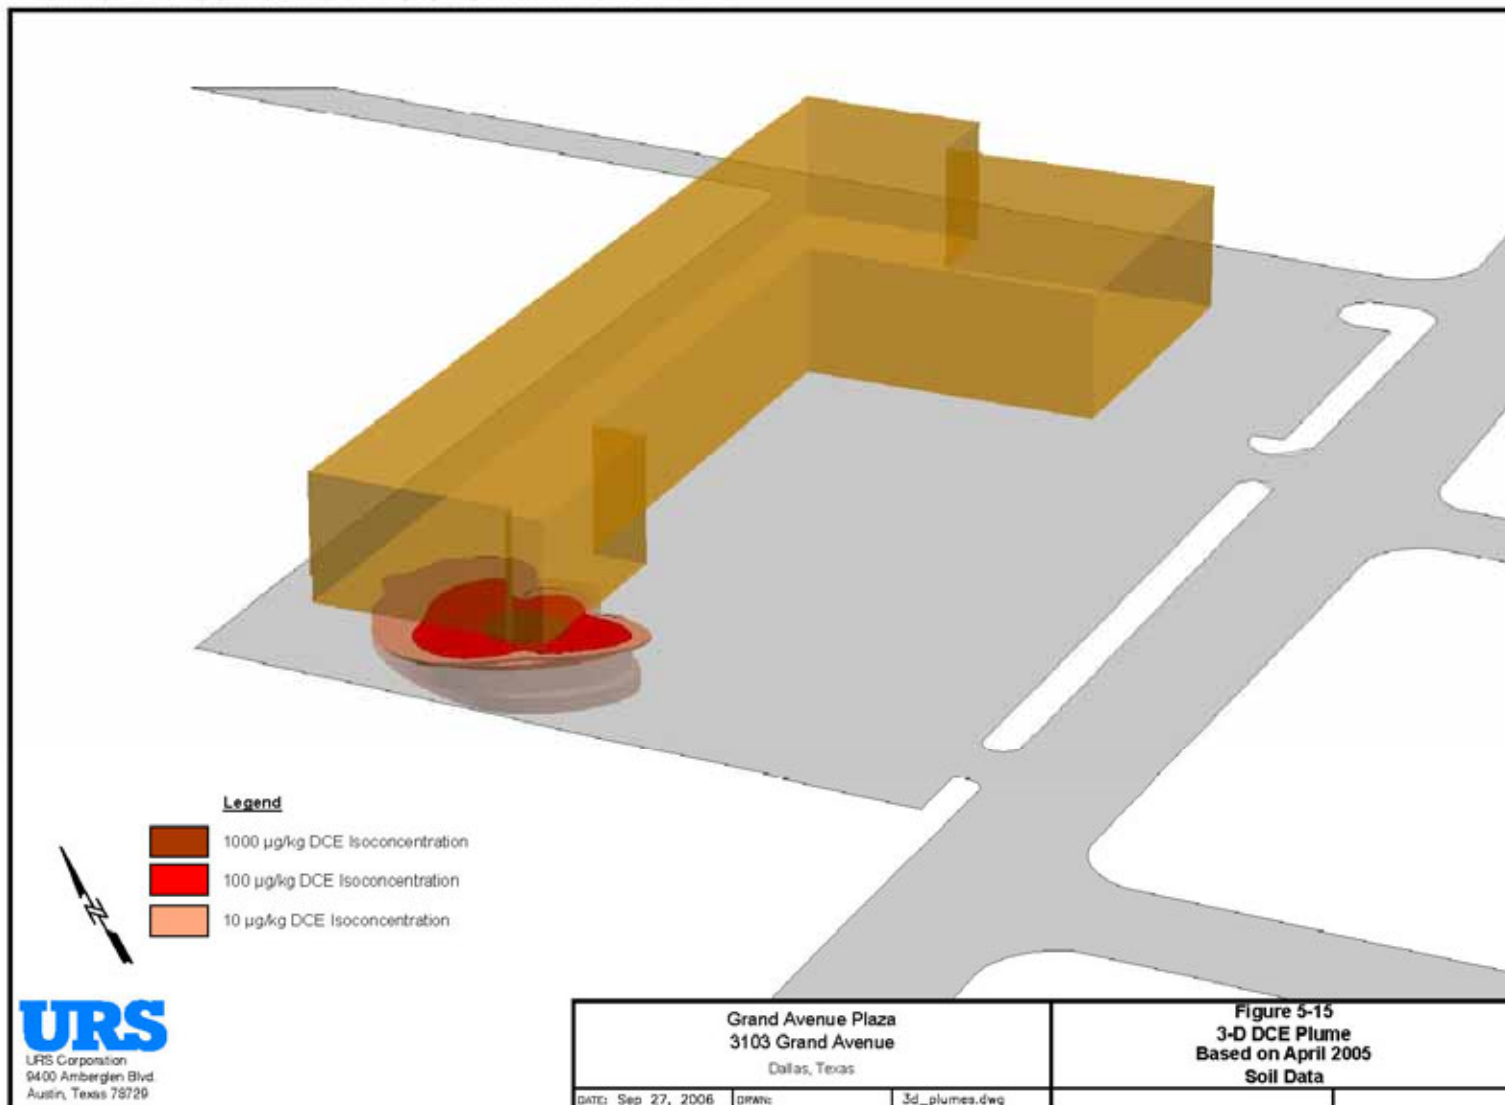 Legend
1000 µg/kg DCE Isoconcentration
100 µg/kg DCE Isoconcentration
10 µg/kg DCE Isoconcentration
N
URS
URS Corporation
9400 Amberglen Blvd.
Austin, Texas 78729
Grand Avenue Plaza
3103 Grand Avenue
Dallas, Texas
Figure 5-15
3-D DCE Plume
Based on April 2005
Soil Data
DATE: Sep 27, 2006
DRWN:
3d_plumes.dwg